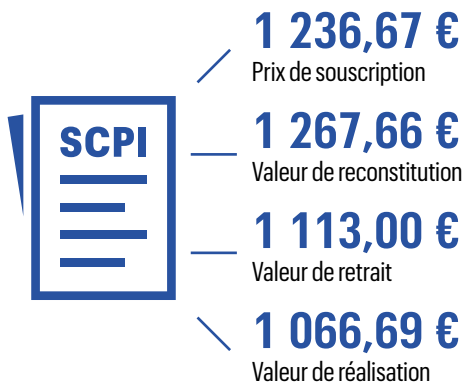 SCPI
1 236,67 €
Prix de souscription
1 267,66 €
Valeur de reconstitution
1 113,00 €
Valeur de retrait
1 066,69 €
Valeur de réalisation